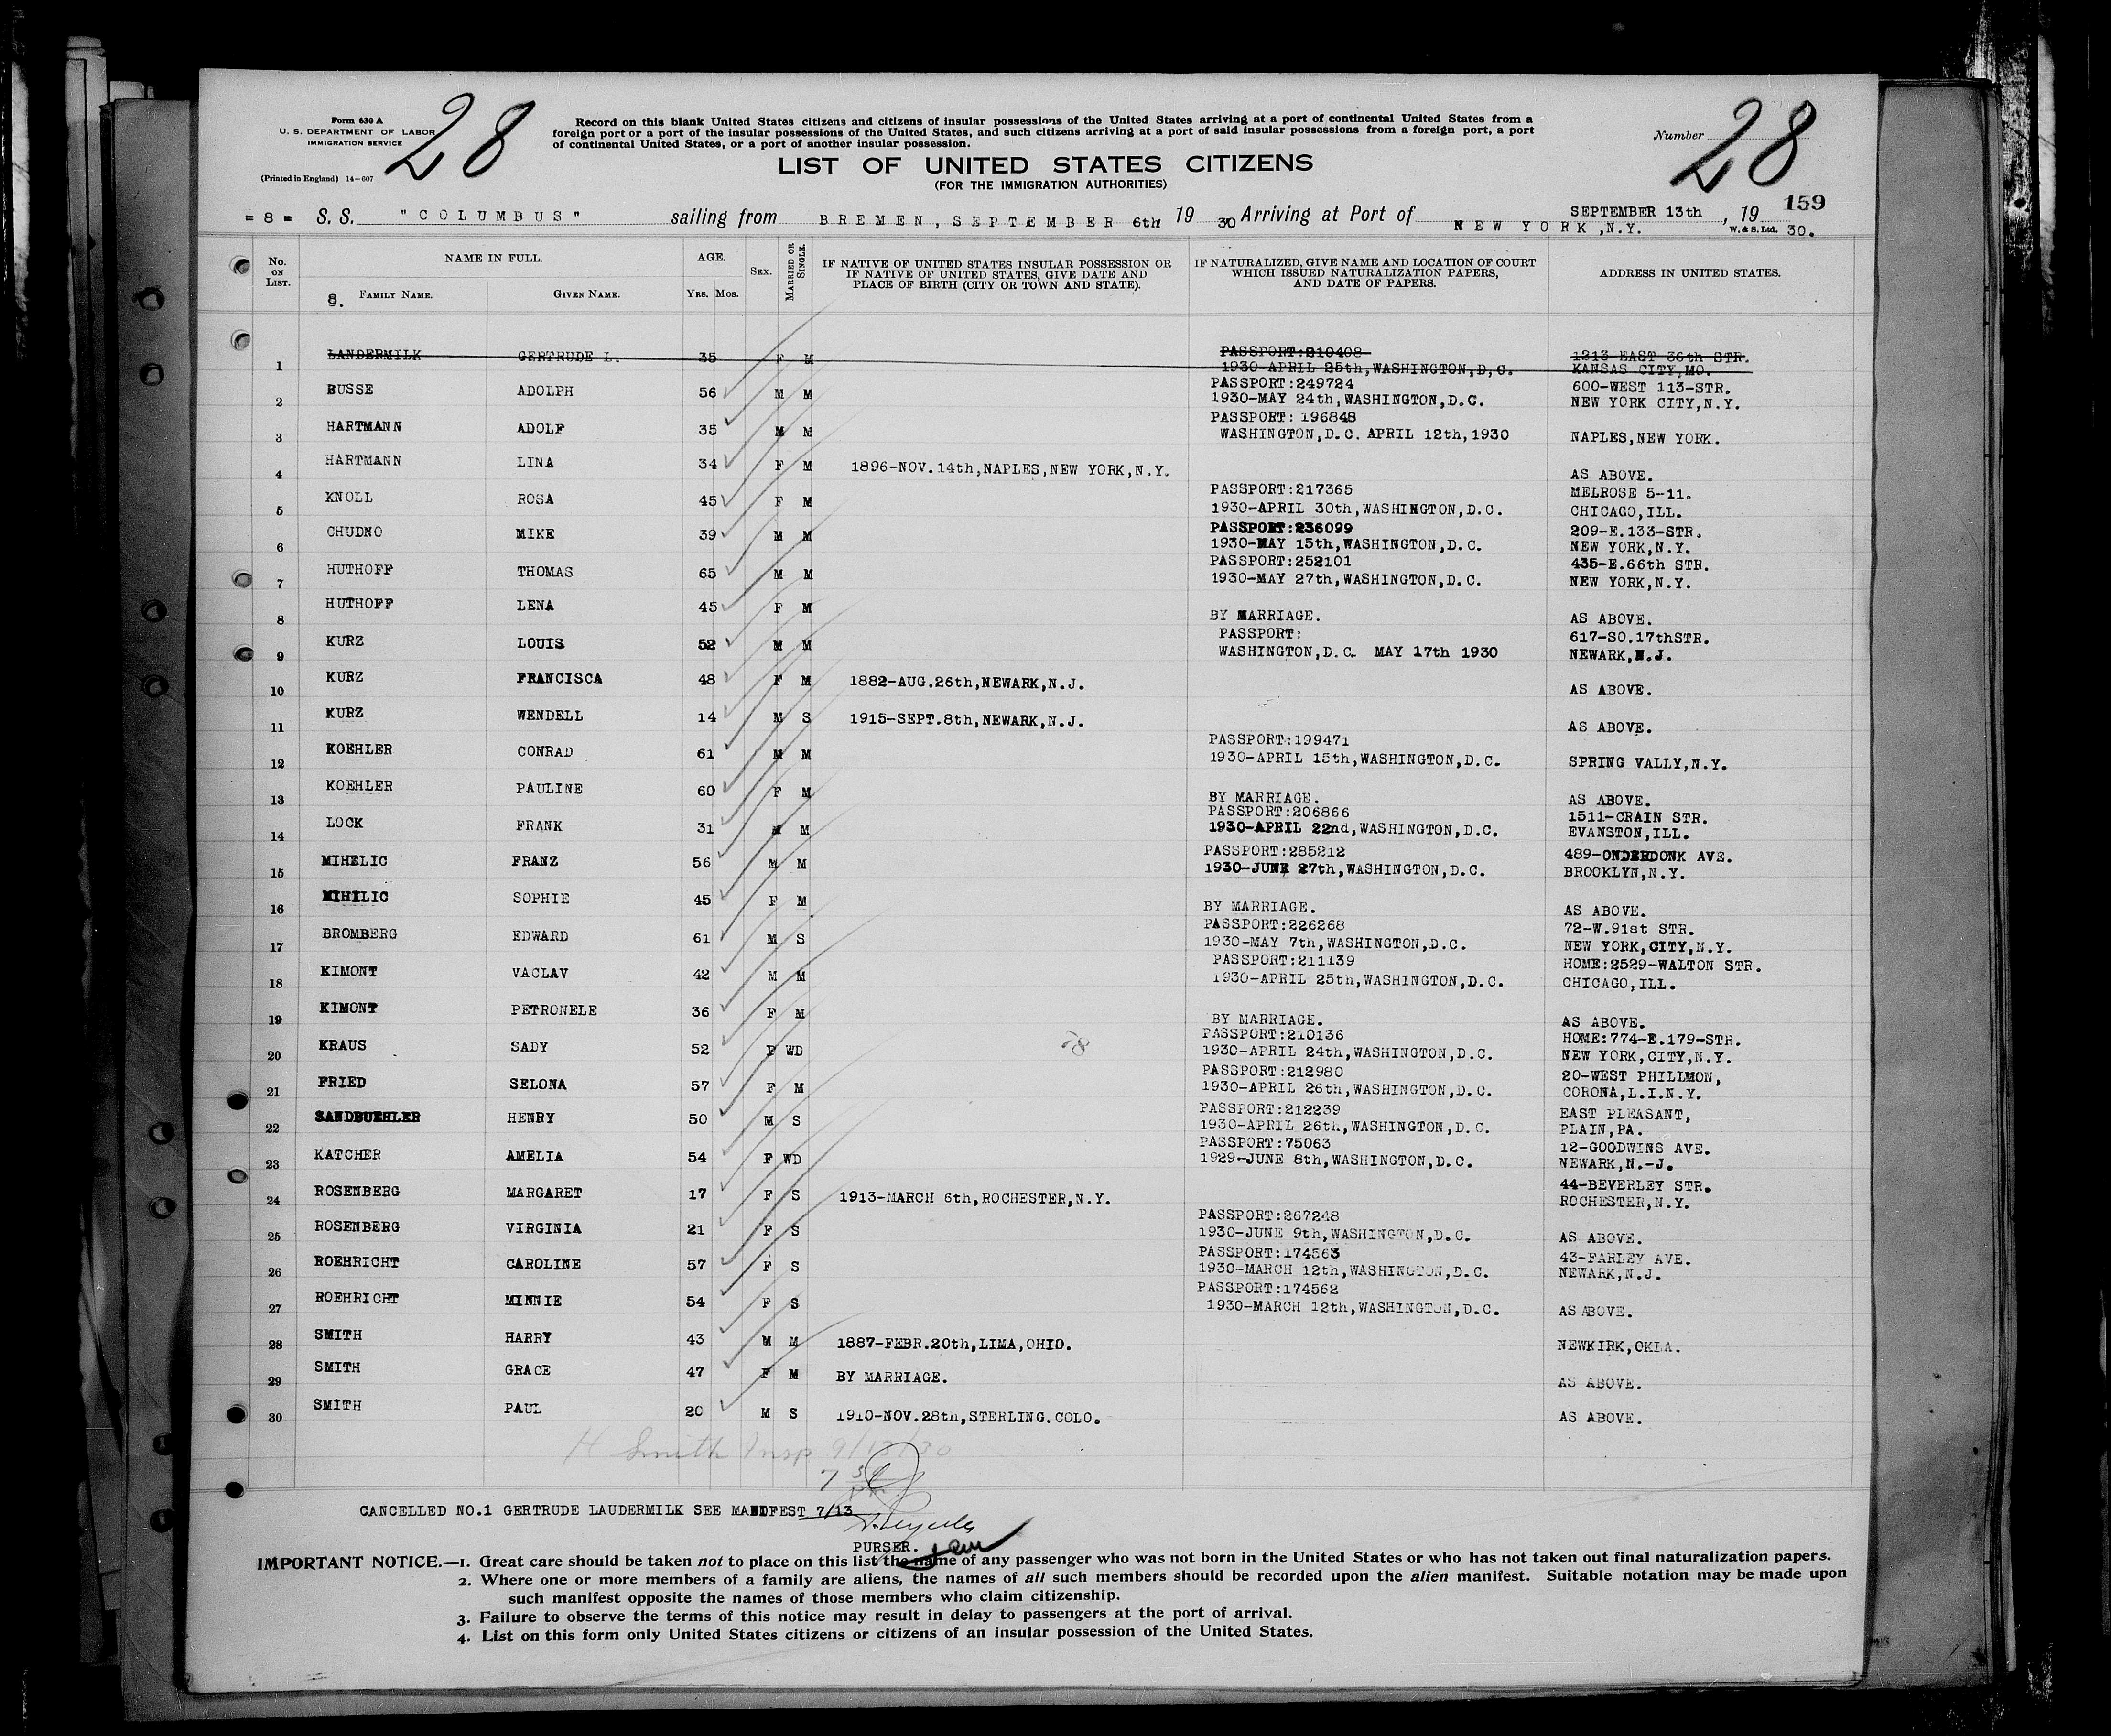 Form 630 A
U. S. DEPARTMENT OF LABOR
IMMIGRATION SERVICE
(Printed in England) 14-607
28
Record on this blank United States citizens and citizens of insular possessions of the United States arriving at a port of continental United States from a
foreign port or a port of the insular possessions of the United States, and such citizens arriving at a port of said insular possessions from a foreign port, a port
of continental United States, or a port of another insular possession.
LIST OF UNITED STATES CITIZENS
(FOR THE IMMIGRATION AUTHORITIES)
Number 28
159
= 8 = S. S. "COLUMBUS" sailing from BREMEN, SEPTEMBER 6th 19 30 Arriving at Port of NEW YORK, N.Y. SEPTEMBER 13th, 19 30.
W. & S. Ltd.
No. ON LIST. NAME IN FULL. AGE. SEX. MARRIED OR SINGLE. IF NATIVE OF UNITED STATES INSULAR POSSESSION OR IF NATIVE OF UNITED STATES, GIVE DATE AND PLACE OF BIRTH (CITY OR TOWN AND STATE). IF NATURALIZED, GIVE NAME AND LOCATION OF COURT WHICH ISSUED NATURALIZATION PAPERS, AND DATE OF PAPERS. ADDRESS IN UNITED STATES.
8. FAMILY NAME. GIVEN NAME. YRS. MOS.
1 LANDERMILK GERTRUDE L. 35 F M PASSPORT:210408 1930-APRIL 25th, WASHINGTON, D,C. 1213-EAST 36th STR. KANSAS CITY, MO.
2 BUSSE ADOLPH 56 M M PASSPORT:249724 1930-MAY 24th, WASHINGTON, D.C. 600-WEST 113-STR. NEW YORK CITY, N.Y.
3 HARTMANN ADOLF 35 M M PASSPORT: 196848 WASHINGTON, D.C. APRIL 12th, 1930 NAPLES, NEW YORK.
4 HARTMANN LINA 34 F M 1896-NOV.14th, NAPLES, NEW YORK, N.Y. AS ABOVE.
5 KNOLL ROSA 45 F M PASSPORT:217365 1930-APRIL 30th, WASHINGTON, D.C. MELROSE 5-11. CHICAGO, ILL.
6 CHUDNO MIKE 39 M M PASSPORT:236099 1930-MAY 15th, WASHINGTON, D.C. 209-E.133-STR. NEW YORK, N.Y.
7 HUTHOFF THOMAS 65 M M PASSPORT:252101 1930-MAY 27th, WASHINGTON, D.C. 435-E.66th STR. NEW YORK, N.Y.
8 HUTHOFF LENA 45 F M BY MARRIAGE. AS ABOVE.
9 KURZ LOUIS 52 M M PASSPORT: WASHINGTON, D.C. MAY 17th 1930 617-SO.17thSTR. NEWARK, N.J.
10 KURZ FRANCISCA 48 F M 1882-AUG.26th, NEWARK, N.J. AS ABOVE.
11 KURZ WENDELL 14 M S 1915-SEPT.8th, NEWARK, N.J. AS ABOVE.
12 KOEHLER CONRAD 61 M M PASSPORT:199471 1930-APRIL 15th, WASHINGTON, D.C. SPRING VALLY, N.Y.
13 KOEHLER PAULINE 60 F M BY MARRIAGE. AS ABOVE.
14 LOCK FRANK 31 M M PASSPORT:206866 1930-APRIL 22nd, WASHINGTON, D.C. 1511-CRAIN STR. EVANSTON, ILL.
15 MIHELIC FRANZ 56 M M PASSPORT:285212 1930-JUNE 27th, WASHINGTON, D.C. 489-ONDERDONK AVE. BROOKLYN, N.Y.
16 MIHILIC SOPHIE 45 F M BY MARRIAGE. AS ABOVE.
17 BROMBERG EDWARD 61 M S PASSPORT:226268 1930-MAY 7th, WASHINGTON, D.C. 72-W.91st STR. NEW YORK, CITY, N.Y.
18 KIMONT VACLAV 42 M M PASSPORT:211139 1930-APRIL 25th, WASHINGTON, D.C. HOME:2529-WALTON STR. CHICAGO, ILL.
19 KIMONT PETRONELE 36 F M BY MARRIAGE. AS ABOVE.
20 KRAUS SADY 52 F WD PASSPORT:210136 1930-APRIL 24th, WASHINGTON, D.C. HOME:774-E.179-STR. NEW YORK, CITY, N.Y.
21 FRIED SELONA 57 F M PASSPORT:212980 1930-APRIL 26th, WASHINGTON, D.C. 20-WEST PHILLMON, CORONA, L.I.N.Y.
22 SANDBUEHLER HENRY 50 M S PASSPORT:212239 1930-APRIL 26th, WASHINGTON, D.C. EAST PLEASANT, PLAIN, PA.
23 KATCHER AMELIA 54 F WD PASSPORT:75063 1929-JUNE 8th, WASHINGTON, D.C. 12-GOODWINS AVE. NEWARK, N.-J.
24 ROSENBERG MARGARET 17 F S 1913-MARCH 6th, ROCHESTER, N.Y. 44-BEVERLEY STR. ROCHESTER, N.Y.
25 ROSENBERG VIRGINIA 21 F S PASSPORT:267248 1930-JUNE 9th, WASHINGTON, D.C. AS ABOVE.
26 ROEHRICHT CAROLINE 57 F S PASSPORT:174563 1930-MARCH 12th, WASHINGTON, D.C. 43-FARLEY AVE. NEWARK, N.J.
27 ROEHRICHT MINNIE 54 F S PASSPORT:174562 1930-MARCH 12th, WASHINGTON, D.C. AS ABOVE.
28 SMITH HARRY 43 M M 1887-FEBR.20th, LIMA, OHIO. NEWKIRK, OKLA.
29 SMITH GRACE 47 F M BY MARRIAGE. AS ABOVE.
30 SMITH PAUL 20 M S 1910-NOV.28th, STERLING.COLO. AS ABOVE.
H Smith Insp 9/13/30
CANCELLED NO.1 GERTRUDE LAUDERMILK SEE MANIFEST 7/13
PURSER.
IMPORTANT NOTICE.—1. Great care should be taken not to place on this list the name of any passenger who was not born in the United States or who has not taken out final naturalization papers.
2. Where one or more members of a family are aliens, the names of all such members should be recorded upon the alien manifest. Suitable notation may be made upon
such manifest opposite the names of those members who claim citizenship.
3. Failure to observe the terms of this notice may result in delay to passengers at the port of arrival.
4. List on this form only United States citizens or citizens of an insular possession of the United States.